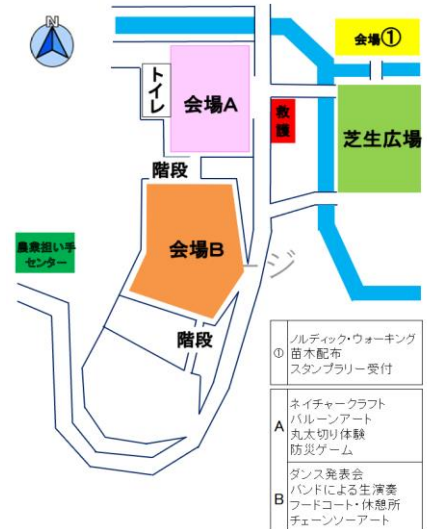 N
会場①
トイレ
会場A
救護
芝生広場
階段
会場B
農業担い手
センター
ージ
階段
① ノルディック・ウォーキング
苗木配布
スタンプラリー受付
A ネイチャークラフト
バルーンアート
丸太切り体験
防災ゲーム
B ダンス発表会
バンドによる生演奏
フードコート・休憩所
チェーンソーアート